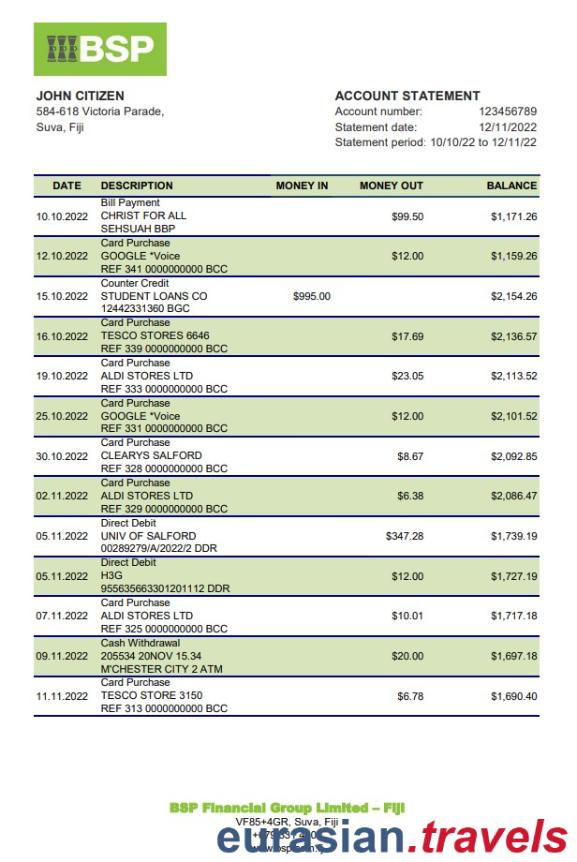 BSP
JOHN CITIZEN
584-618 Victoria Parade,
Suva, Fiji
ACCOUNT STATEMENT
Account number: 123456789
Statement date: 12/11/2022
Statement period: 10/10/22 to 12/11/22
DATE DESCRIPTION MONEY IN MONEY OUT BALANCE
Bill Payment
10.10.2022 CHRIST FOR ALL $99.50 $1,171.26
SEHSUAH BBP
Card Purchase
12.10.2022 GOOGLE *Voice $12.00 $1,159.26
REF 341 0000000000 BCC
Counter Credit
15.10.2022 STUDENT LOANS CO $995.00 $2,154.26
12442331360 BGC
Card Purchase
16.10.2022 TESCO STORES 6646 $17.69 $2,136.57
REF 339 0000000000 BCC
Card Purchase
19.10.2022 ALDI STORES LTD $23.05 $2,113.52
REF 333 0000000000 BCC
Card Purchase
25.10.2022 GOOGLE *Voice $12.00 $2,101.52
REF 331 0000000000 BCC
Card Purchase
30.10.2022 CLEARYS SALFORD $8.67 $2,092.85
REF 328 0000000000 BCC
Card Purchase
02.11.2022 ALDI STORES LTD $6.38 $2,086.47
REF 329 0000000000 BCC
Direct Debit
05.11.2022 UNIV OF SALFORD $347.28 $1,739.19
00289279/A/2022/2 DDR
Direct Debit
05.11.2022 H3G $12.00 $1,727.19
955635663301201112 DDR
Card Purchase
07.11.2022 ALDI STORES LTD $10.01 $1,717.18
REF 325 0000000000 BCC
Cash Withdrawal
09.11.2022 205534 20NOV 15.34 $20.00 $1,697.18
M'CHESTER CITY 2 ATM
Card Purchase
11.11.2022 TESCO STORE 3150 $6.78 $1,690.40
REF 313 0000000000 BCC
BSP Financial Group Limited – Fiji
VF85+4GR, Suva, Fiji
eurasian.travels